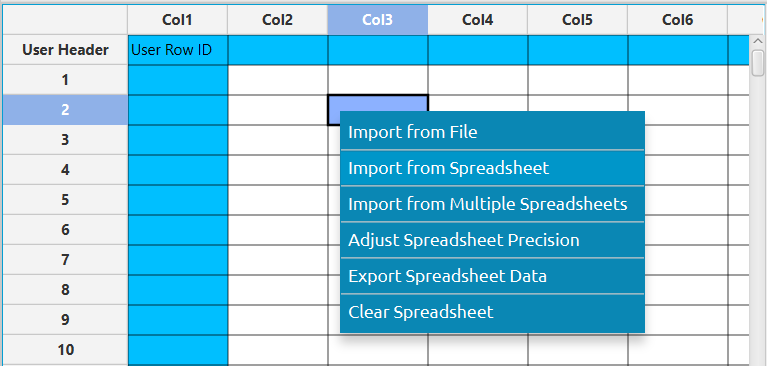 Col1 Col2 Col3 Col4 Col5 Col6
User Header User Row ID
1
2
Import from File
3
4 Import from Spreadsheet
5 Import from Multiple Spreadsheets
6
Adjust Spreadsheet Precision
7
Export Spreadsheet Data
8
9 Clear Spreadsheet
10